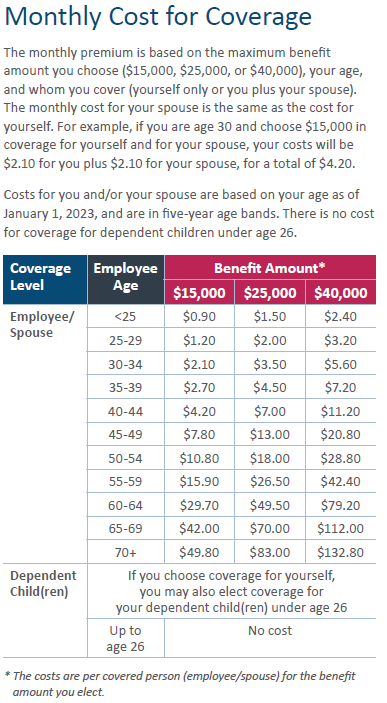 Monthly Cost for Coverage
The monthly premium is based on the maximum benefit
amount you choose ($15,000, $25,000, or $40,000), your age,
and whom you cover (yourself only or you plus your spouse).
The monthly cost for your spouse is the same as the cost for
yourself. For example, if you are age 30 and choose $15,000 in
coverage for yourself and for your spouse, your costs will be
$2.10 for you plus $2.10 for your spouse, for a total of $4.20.
Costs for you and/or your spouse are based on your age as of
January 1, 2023, and are in five-year age bands. There is no cost
for coverage for dependent children under age 26.
Coverage Level Employee Age Benefit Amount*
$15,000 $25,000 $40,000
Employee/ Spouse <25 $0.90 $1.50 $2.40
25-29 $1.20 $2.00 $3.20
30-34 $2.10 $3.50 $5.60
35-39 $2.70 $4.50 $7.20
40-44 $4.20 $7.00 $11.20
45-49 $7.80 $13.00 $20.80
50-54 $10.80 $18.00 $28.80
55-59 $15.90 $26.50 $42.40
60-64 $29.70 $49.50 $79.20
65-69 $42.00 $70.00 $112.00
70+ $49.80 $83.00 $132.80
Dependent Child(ren)
If you choose coverage for yourself,
you may also elect coverage for
your dependent child(ren) under age 26
Up to age 26 No cost
* The costs are per covered person (employee/spouse) for the benefit
amount you elect.